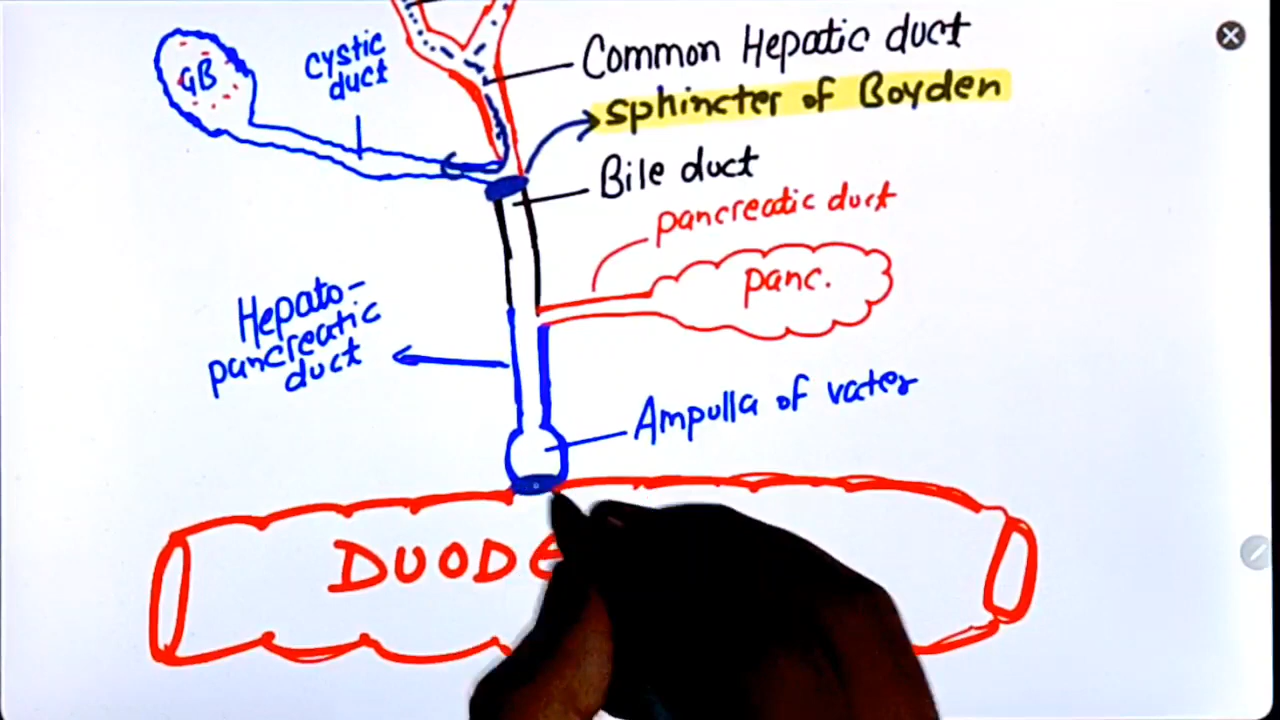 GB
cystic
duct
Common Hepatic duct
sphincter of Boyden
Bile duct
pancreatic duct
panc.
Hepato-
pancreatic
duct
Ampulla of vater
DUODE